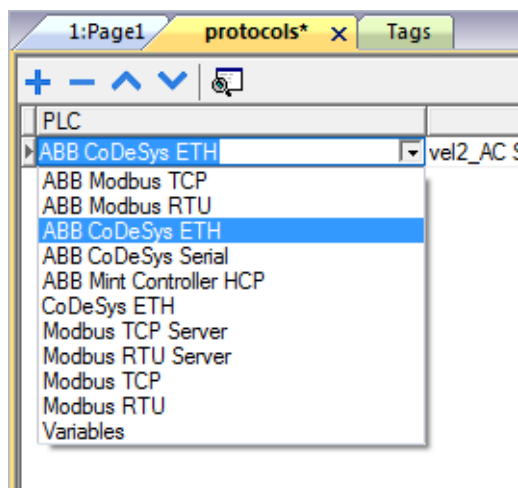 1:Page1 protocols* x Tags
PLC
ABB CoDeSys ETH vel2_AC S
ABB Modbus TCP
ABB Modbus RTU
ABB CoDeSys ETH
ABB CoDeSys Serial
ABB Mint Controller HCP
CoDeSys ETH
Modbus TCP Server
Modbus RTU Server
Modbus TCP
Modbus RTU
Variables